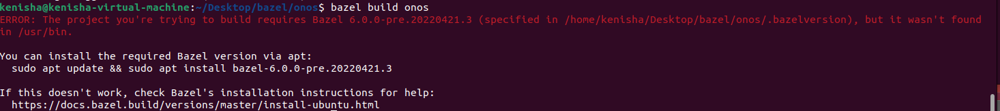 kenisha@kenisha-virtual-machine:~/Desktop/bazel/onos$ bazel build onos
ERROR: The project you're trying to build requires Bazel 6.0.0-pre.20220421.3 (specified in /home/kenisha/Desktop/bazel/onos/.bazelversion), but it wasn't found
in /usr/bin.
You can install the required Bazel version via apt:
sudo apt update && sudo apt install bazel-6.0.0-pre.20220421.3
If this doesn't work, check Bazel's installation instructions for help:
https://docs.bazel.build/versions/master/install-ubuntu.html